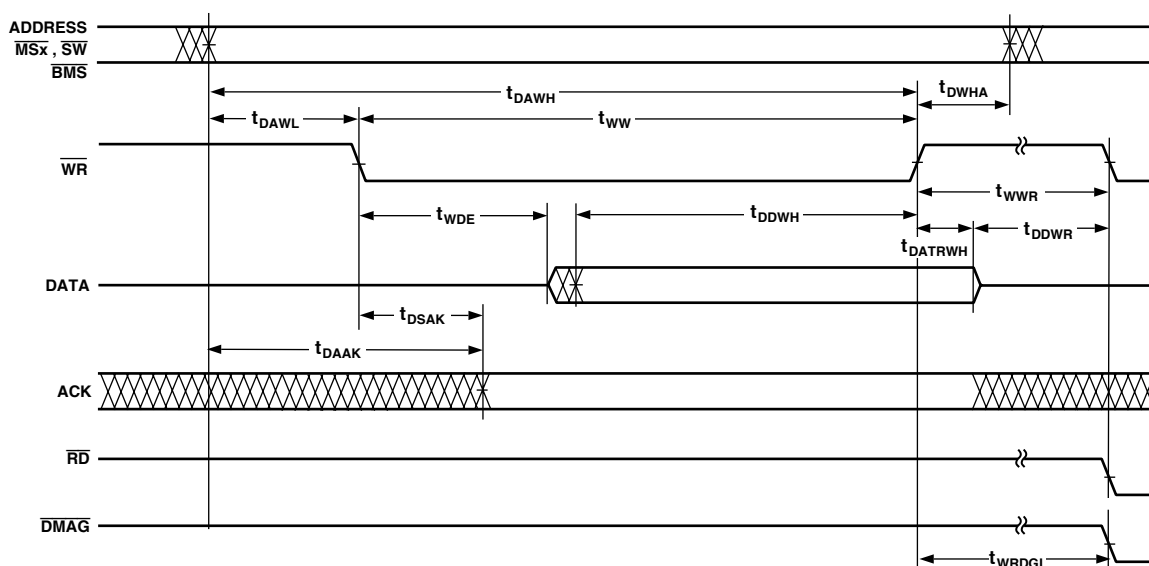 ADDRESS
MSx , SW
BMS
tDAWH
tDWHA
tDAWL
tWW
WR
tWWR
tWDE
tDDWH
tDATRWH
tDDWR
DATA
tDSAK
tDAAK
ACK
RD
DMAG
tWRDGL